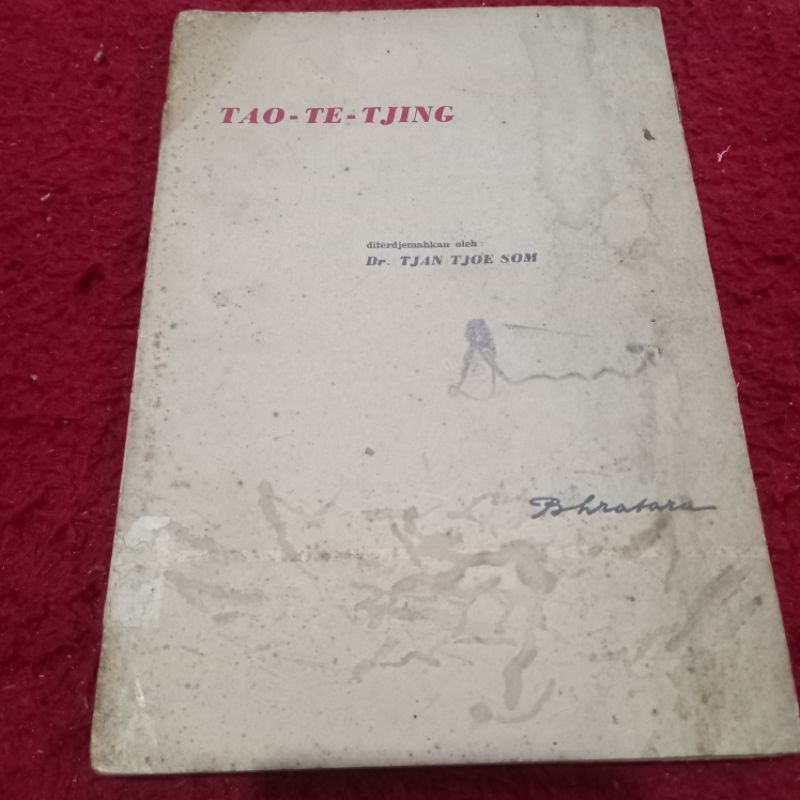 TAO-TE-TJING
diterdjemahkan oleh :
Dr. TJAN TJOE SOM
Bhratara